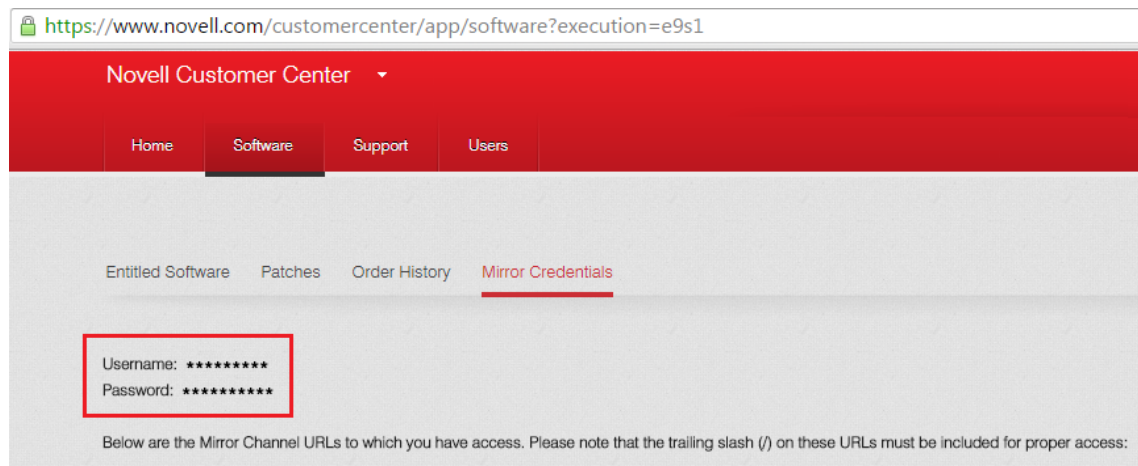 https://www.novell.com/customercenter/app/software?execution=e9s1
Novell Customer Center
Home Software Support Users
Entitled Software Patches Order History Mirror Credentials
Username: *********
Password: **********
Below are the Mirror Channel URLs to which you have access. Please note that the trailing slash (/) on these URLs must be included for proper access: